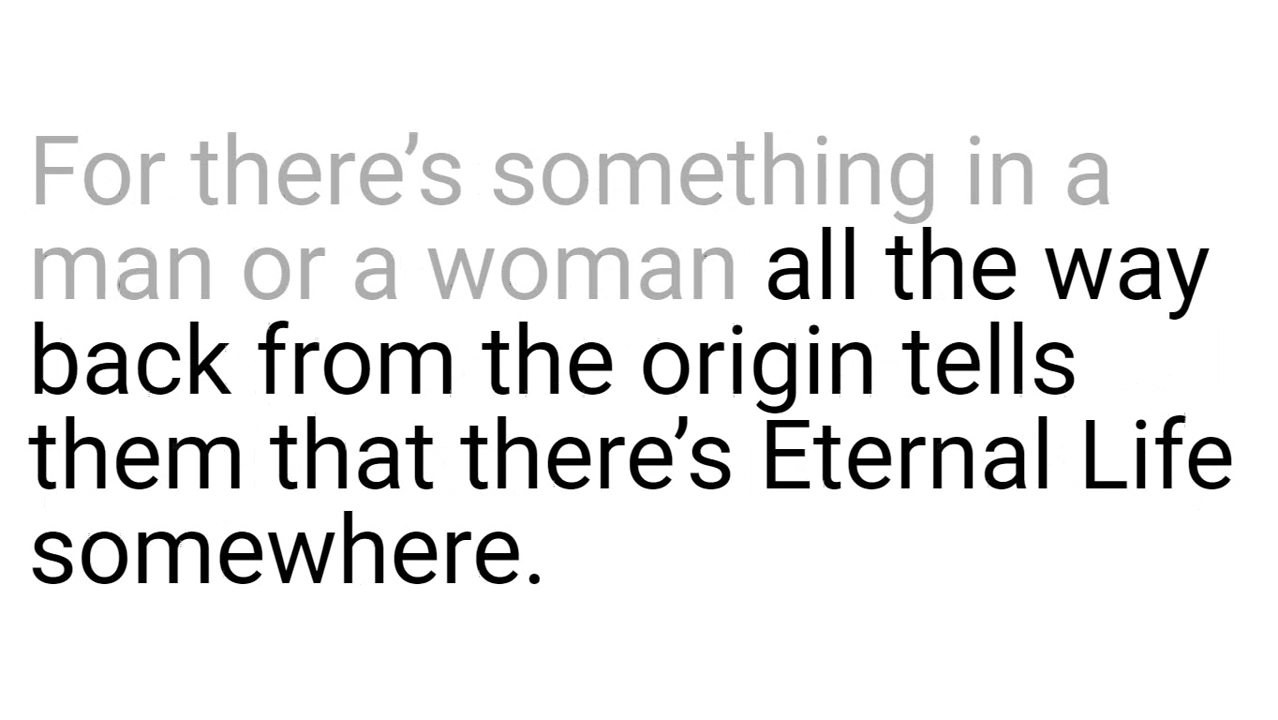 For there’s something in a
man or a woman all the way
back from the origin tells
them that there’s Eternal Life
somewhere.